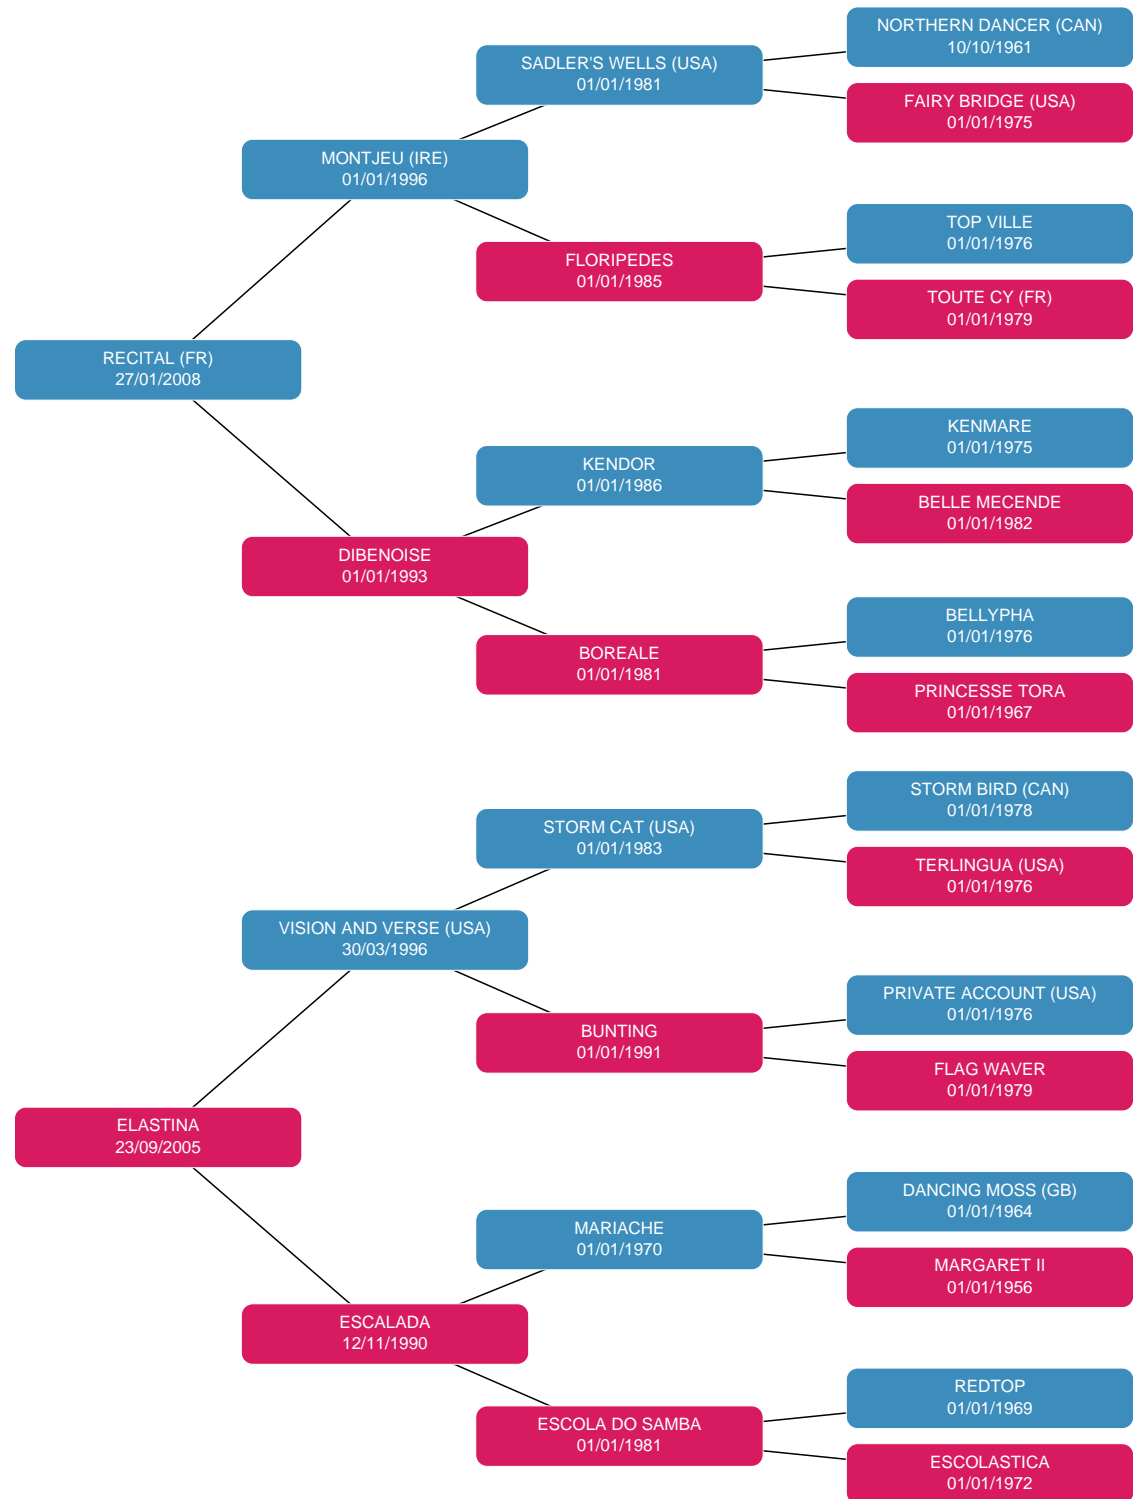 NORTHERN DANCER (CAN)
10/10/1961
SADLER'S WELLS (USA)
01/01/1981
FAIRY BRIDGE (USA)
01/01/1975
MONTJEU (IRE)
01/01/1996
TOP VILLE
01/01/1976
FLORIPEDES
01/01/1985
TOUTE CY (FR)
01/01/1979
RECITAL (FR)
27/01/2008
KENMARE
01/01/1975
KENDOR
01/01/1986
BELLE MECENDE
01/01/1982
DIBENOISE
01/01/1993
BELLYPHA
01/01/1976
BOREALE
01/01/1981
PRINCESSE TORA
01/01/1967
STORM BIRD (CAN)
01/01/1978
STORM CAT (USA)
01/01/1983
TERLINGUA (USA)
01/01/1976
VISION AND VERSE (USA)
30/03/1996
PRIVATE ACCOUNT (USA)
01/01/1976
BUNTING
01/01/1991
FLAG WAVER
01/01/1979
ELASTINA
23/09/2005
DANCING MOSS (GB)
01/01/1964
MARIACHE
01/01/1970
MARGARET II
01/01/1956
ESCALADA
12/11/1990
REDTOP
01/01/1969
ESCOLA DO SAMBA
01/01/1981
ESCOLASTICA
01/01/1972